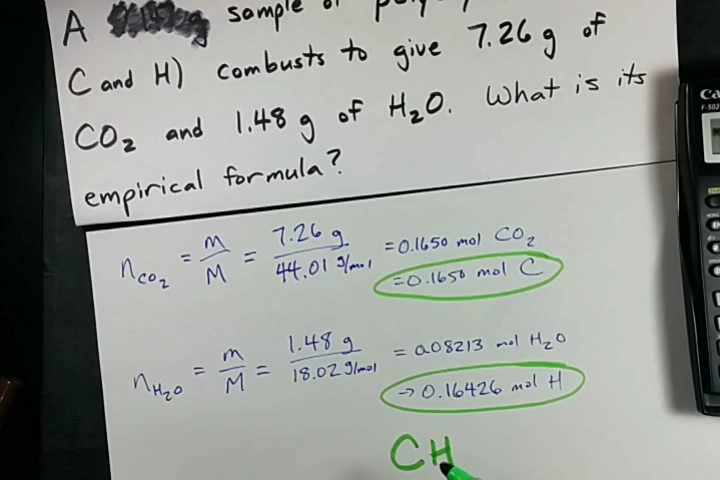 A sample of
C and H) combusts to give 7.26 g of
CO₂ and 1.48 g of H₂O. What is its
empirical formula?
n_CO₂ = m/M = 7.26 g / 44.01 g/mol = 0.1650 mol CO₂
= 0.1650 mol C
n_H₂O = m/M = 1.48 g / 18.02 g/mol = 0.08213 mol H₂O
→ 0.16426 mol H
CH